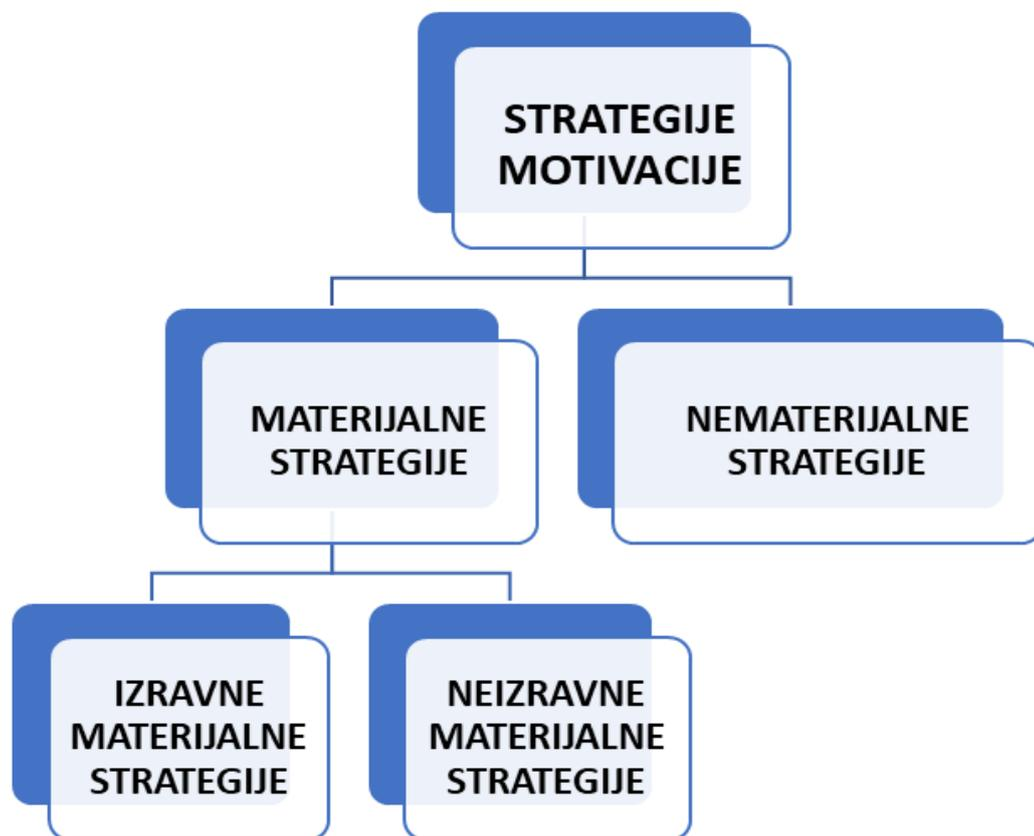 STRATEGIJE
MOTIVACIJE
MATERIJALNE
STRATEGIJE
NEMATERIJALNE
STRATEGIJE
IZRAVNE
MATERIJALNE
STRATEGIJE
NEIZRAVNE
MATERIJALNE
STRATEGIJE